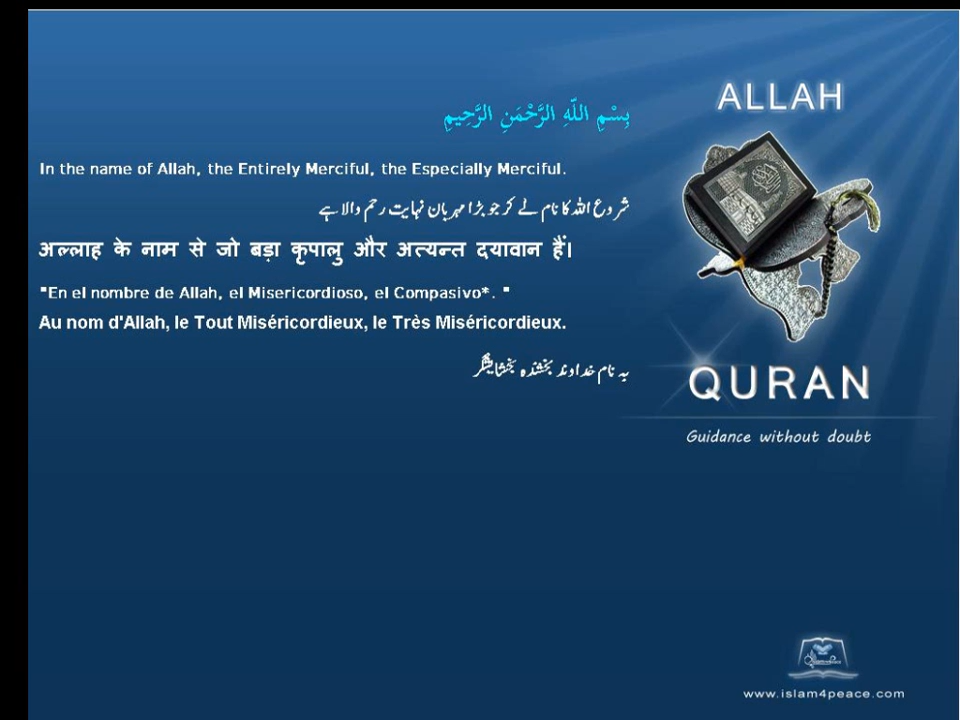 بِسْمِ اللَّهِ الرَّحْمَنِ الرَّحِيمِ
In the name of Allah, the Entirely Merciful, the Especially Merciful.
شروع الله کا نام لے کر جو بڑا مہربان نہایت رحم والا ہے
अल्लाह के नाम से जो बड़ा कृपालु और अत्यन्त दयावान हैं।
"En el nombre de Allah, el Misericordioso, el Compasivo*. "
Au nom d'Allah, le Tout Miséricordieux, le Très Miséricordieux.
به نام خداوند بخشنده بخشایشگر
ALLAH
QURAN
Guidance without doubt
www.islam4peace.com